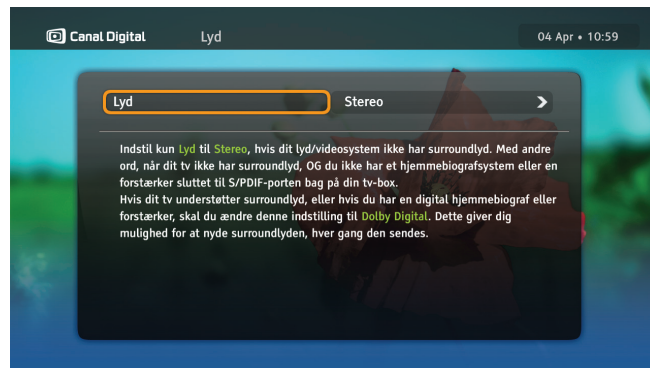 Canal Digital Lyd 04 Apr • 10:59
Lyd Stereo
Indstil kun Lyd til Stereo, hvis dit lyd/videosystem ikke har surroundlyd. Med andre
ord, når dit tv ikke har surroundlyd, OG du ikke har et hjemmebiografsystem eller en
forstærker sluttet til S/PDIF-porten bag på din tv-box.
Hvis dit tv understøtter surroundlyd, eller hvis du har en digital hjemmebiograf eller
forstærker, skal du ændre denne indstilling til Dolby Digital. Dette giver dig
mulighed for at nyde surroundlyden, hver gang den sendes.